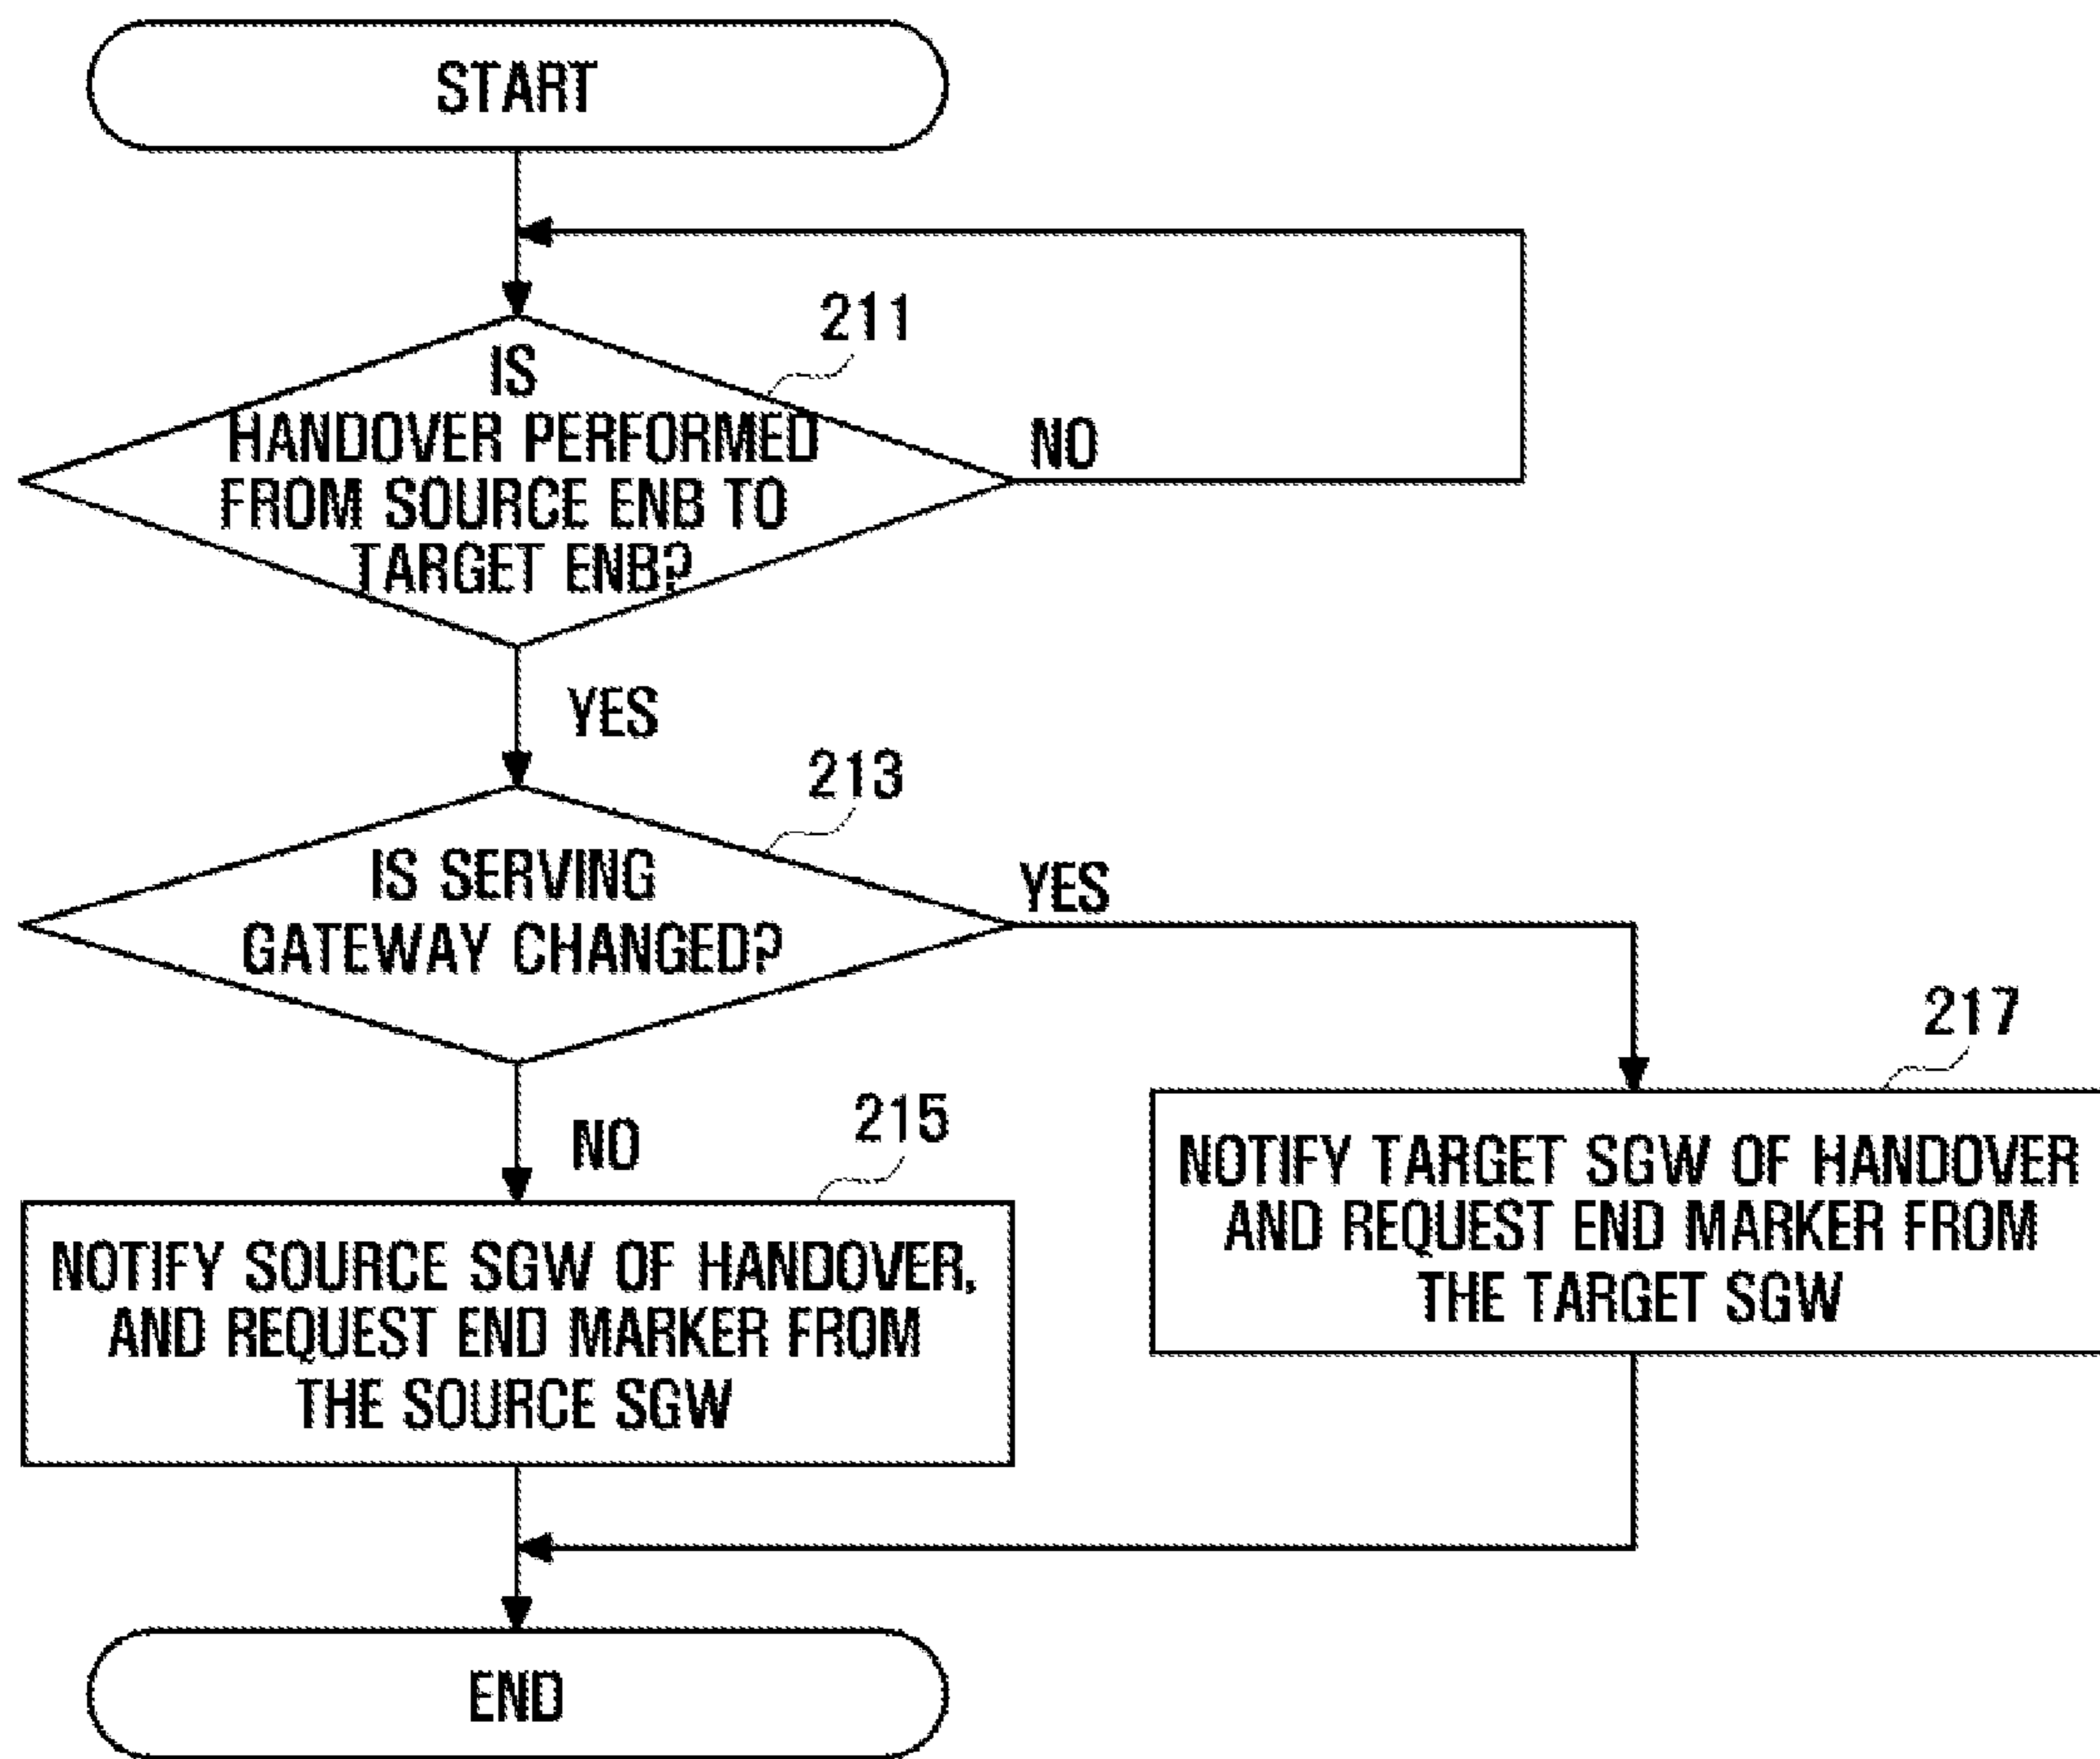 START
211
IS
HANDOVER PERFORMED
FROM SOURCE ENB TO
TARGET ENB?
NO
YES
213
IS SERVING
GATEWAY CHANGED?
YES
NO
215
NOTIFY SOURCE SGW OF HANDOVER,
AND REQUEST END MARKER FROM
THE SOURCE SGW
217
NOTIFY TARGET SGW OF HANDOVER
AND REQUEST END MARKER FROM
THE TARGET SGW
END